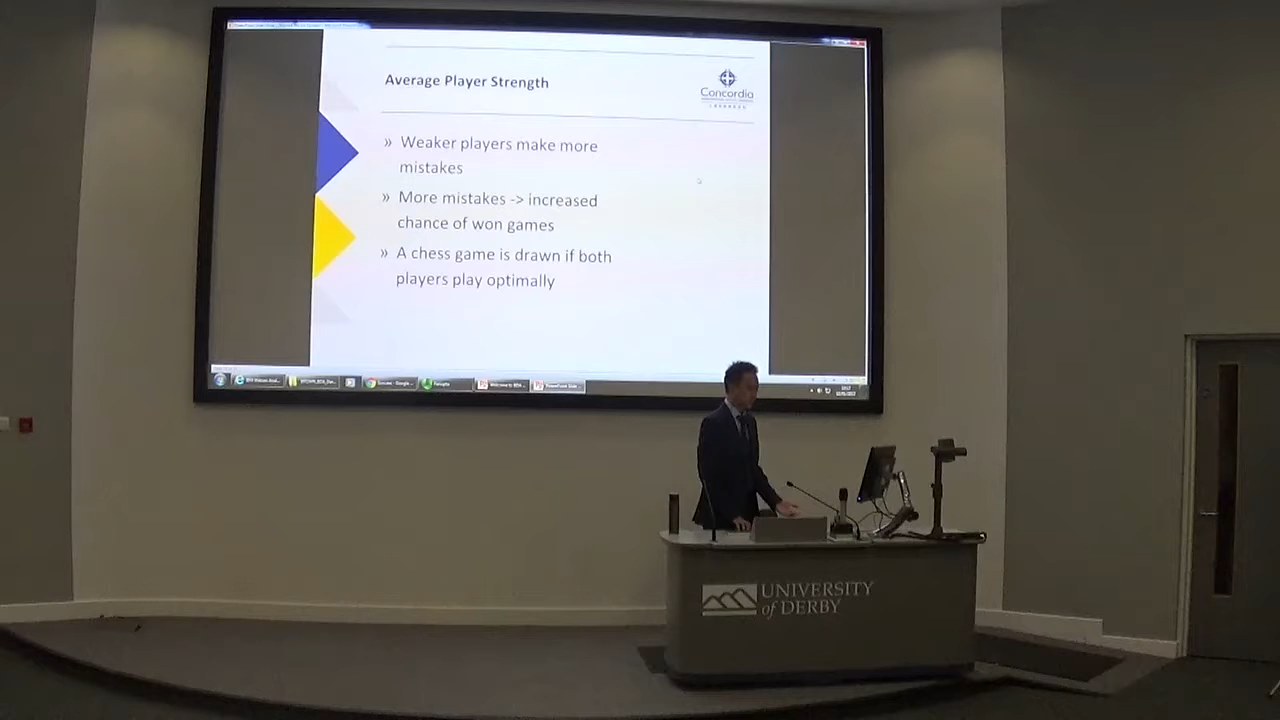 Average Player Strength
Concordia
» Weaker players make more
mistakes
» More mistakes -> increased
chance of won games
» A chess game is drawn if both
players play optimally
UNIVERSITY
of DERBY